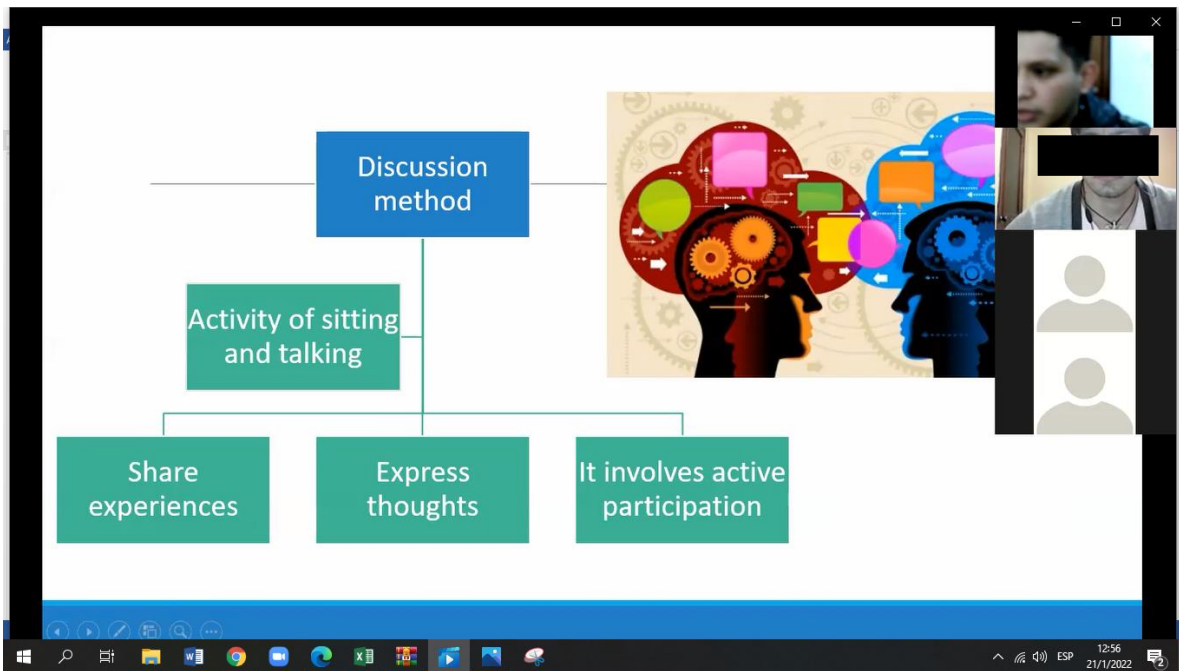 Discussion
method
Activity of sitting
and talking
Share
experiences
Express
thoughts
It involves active
participation
ESP
12:56
21/1/2022
2